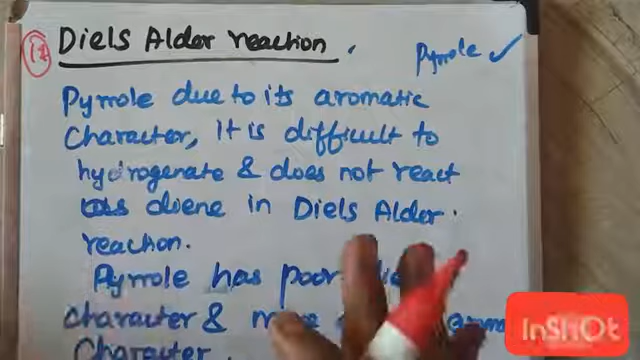 12
Diels Alder reaction.
Pyrrole ✓
Pyrrole due to its aromatic
character, it is difficult to
hydrogenate & does not react
as diene in Diels Alder
reaction.
Pyrrole has poor
character &
character.
InShOt